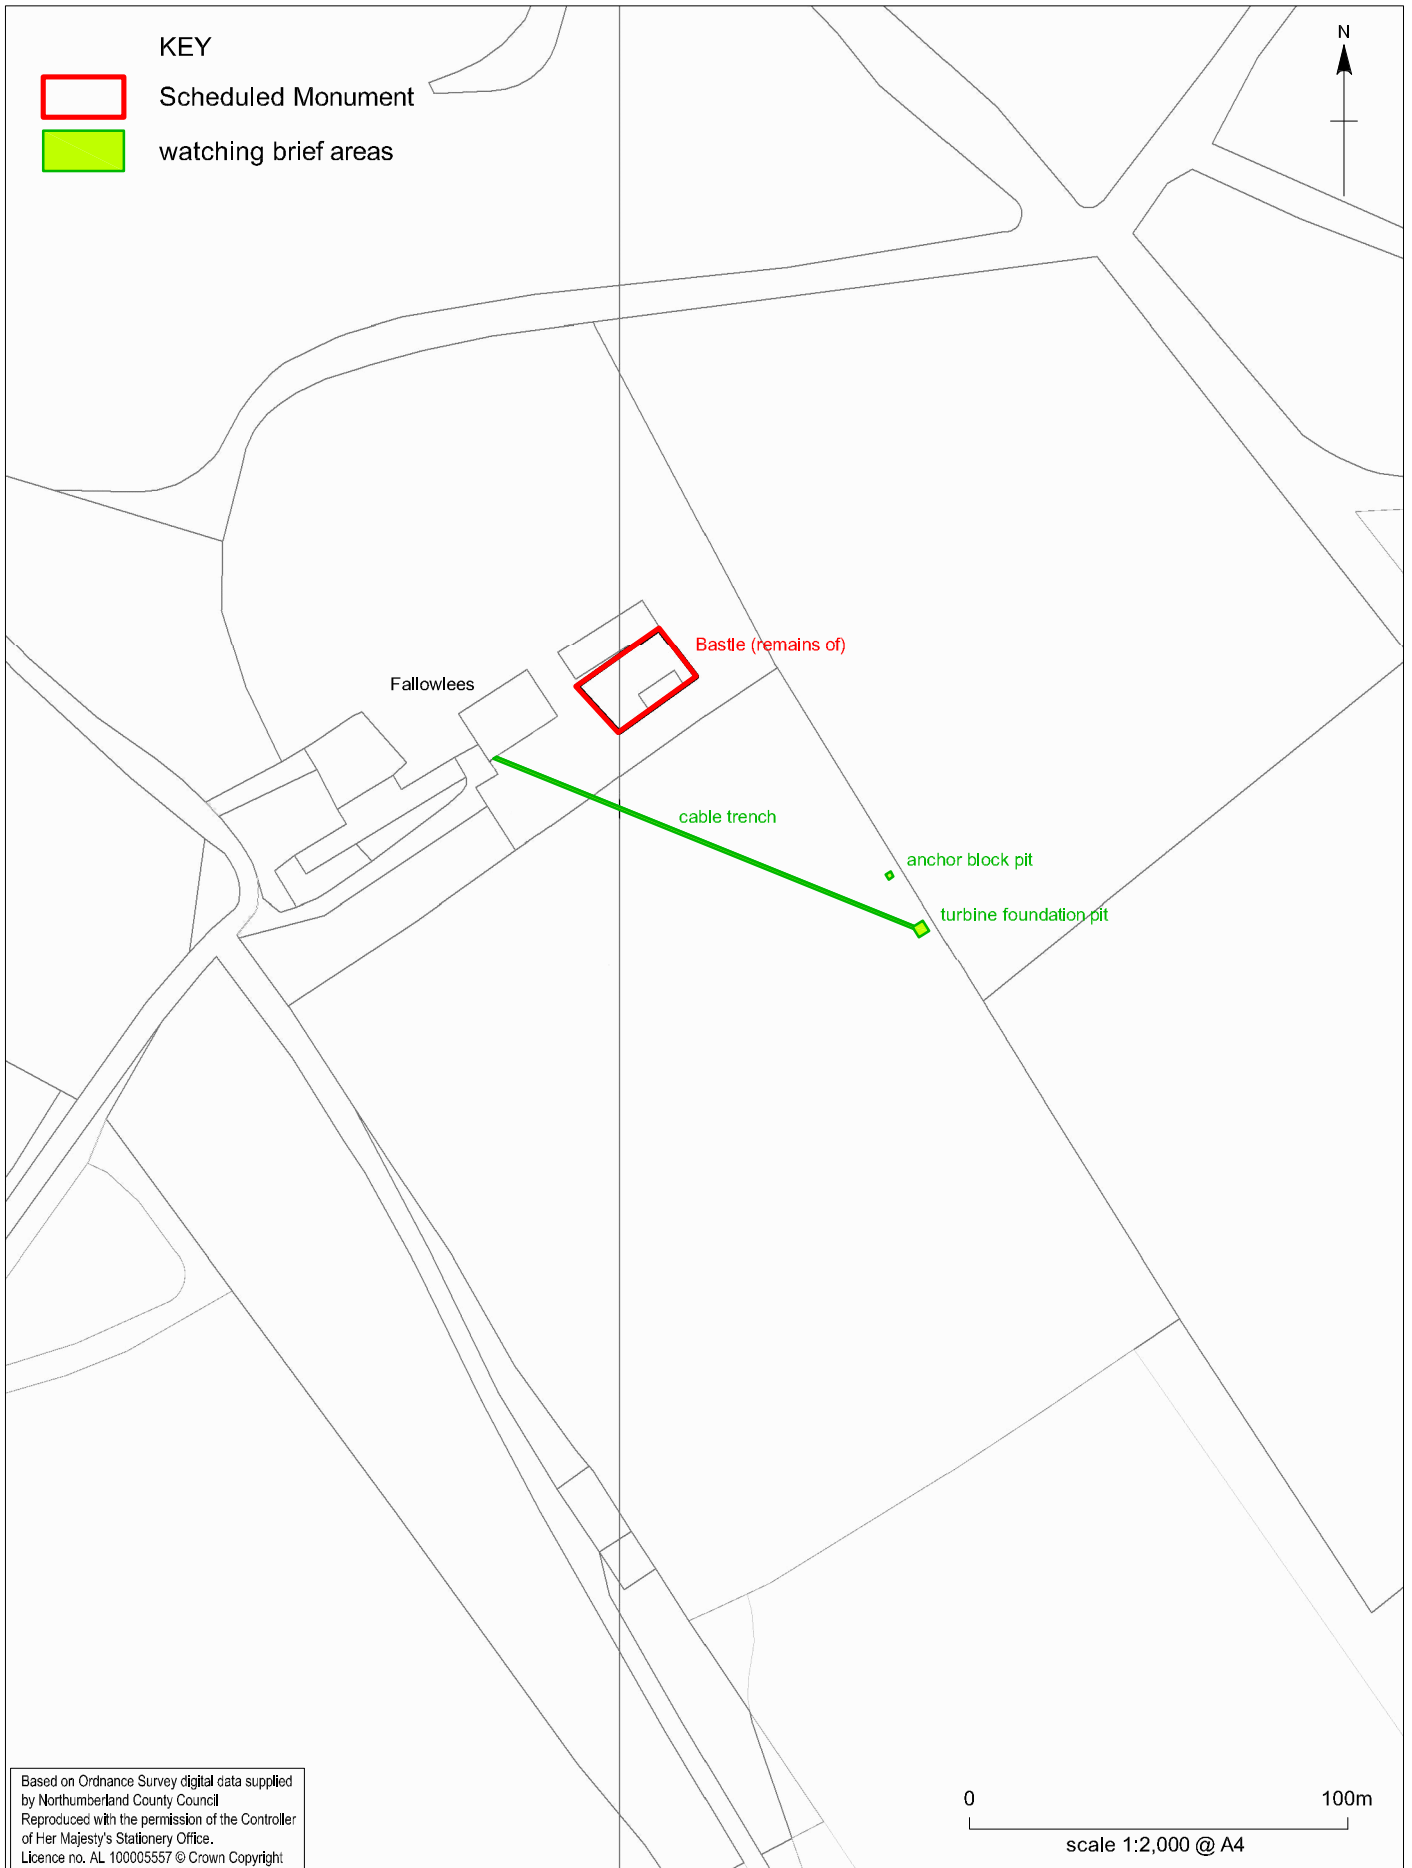 KEY
Scheduled Monument
watching brief areas
N
Bastle (remains of)
Fallowlees
cable trench
anchor block pit
turbine foundation pit
Based on Ordnance Survey digital data supplied
by Northumberland County Council
Reproduced with the permission of the Controller
of Her Majesty's Stationery Office.
Licence no. AL 100005557 © Crown Copyright
0 100m
scale 1:2,000 @ A4